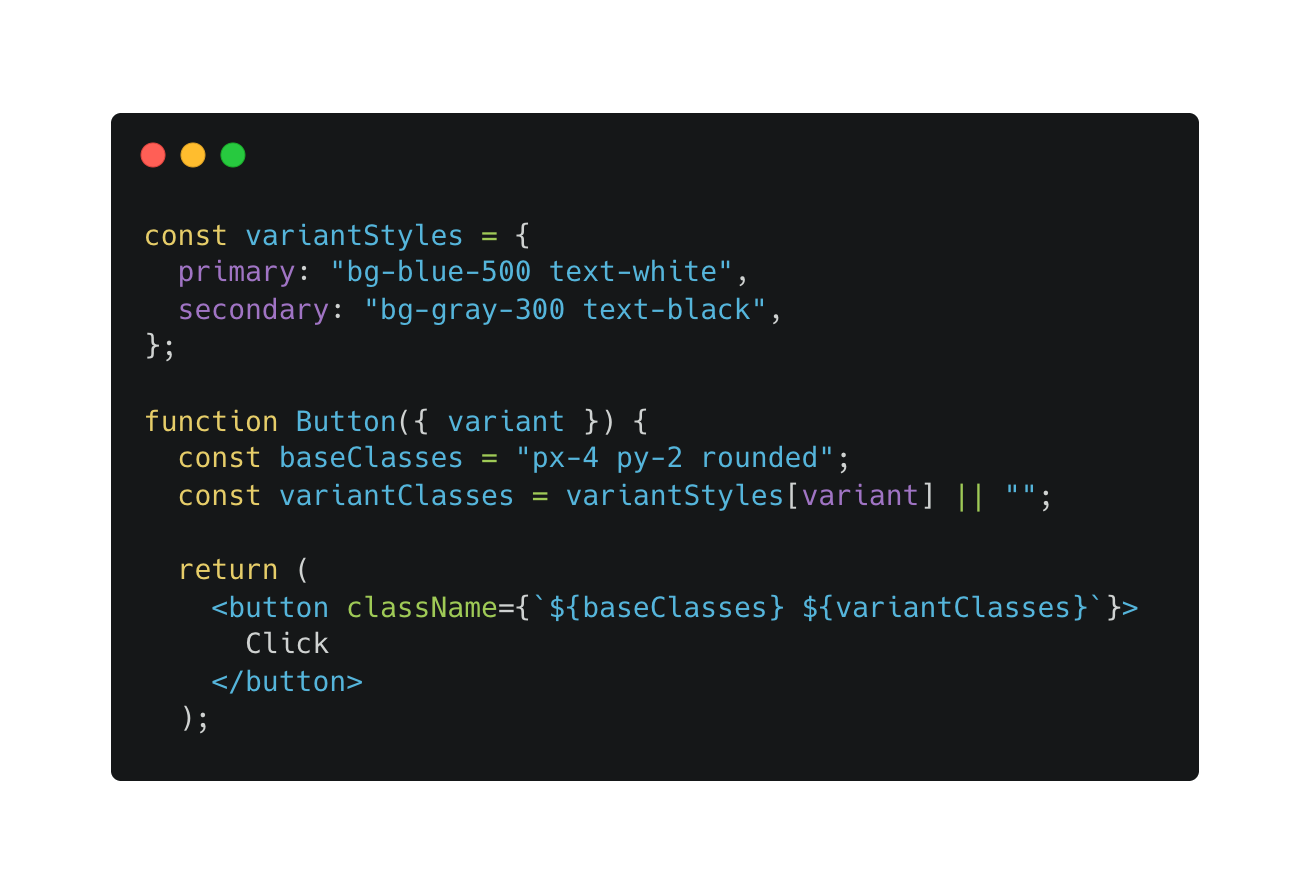 const variantStyles = {
  primary: "bg-blue-500 text-white",
  secondary: "bg-gray-300 text-black",
};

function Button({ variant }) {
  const baseClasses = "px-4 py-2 rounded";
  const variantClasses = variantStyles[variant] || "";

  return (
    <button className={`${baseClasses} ${variantClasses}`}>
      Click
    </button>
  );